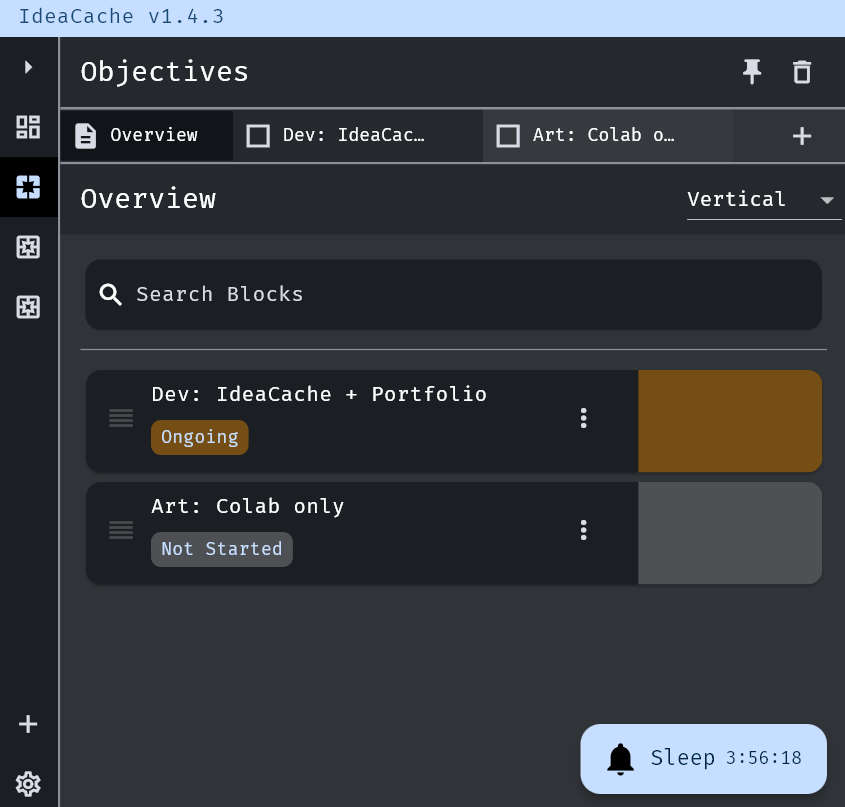 IdeaCache v1.4.3
Objectives
Overview
Dev: IdeaCac…
Art: Colab o…
Overview
Vertical
Search Blocks
Dev: IdeaCache + Portfolio
Ongoing
Art: Colab only
Not Started
Sleep 3:56:18